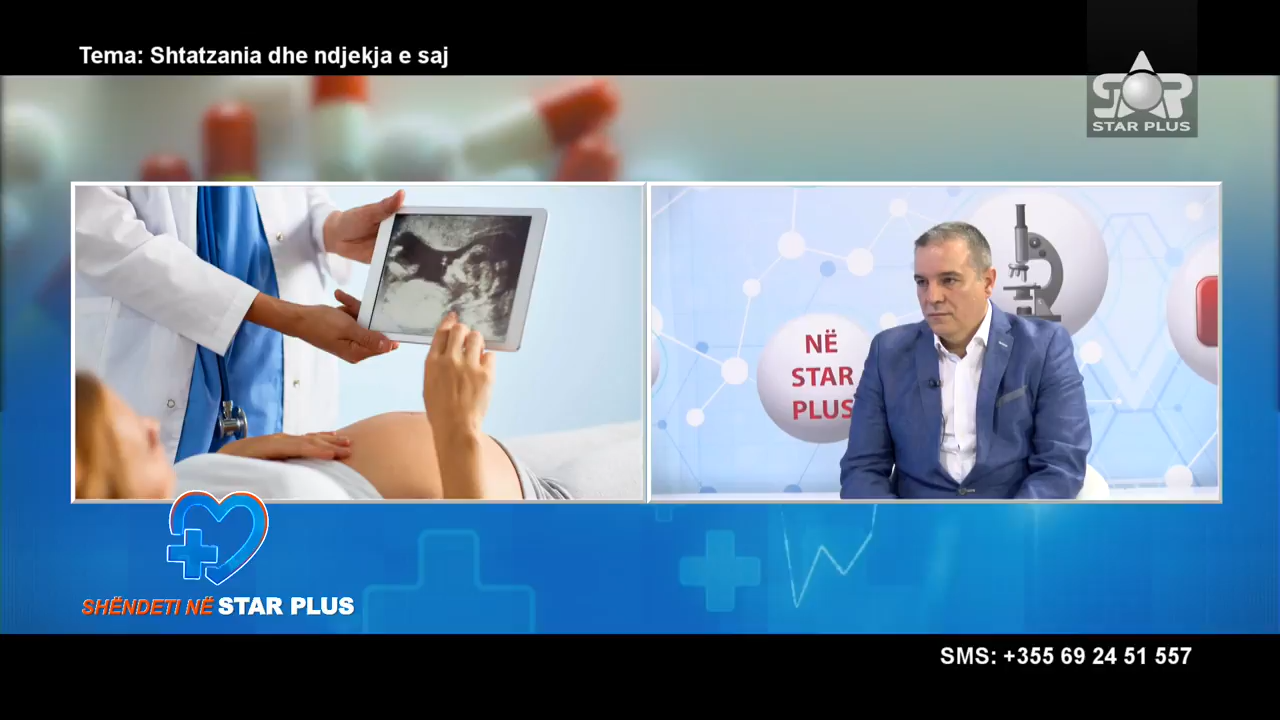 Tema: Shtatzania dhe ndjekja e saj
STAR
STAR PLUS
NË
STAR
PLUS
SHËNDETI NË STAR PLUS
SMS: +355 69 24 51 557